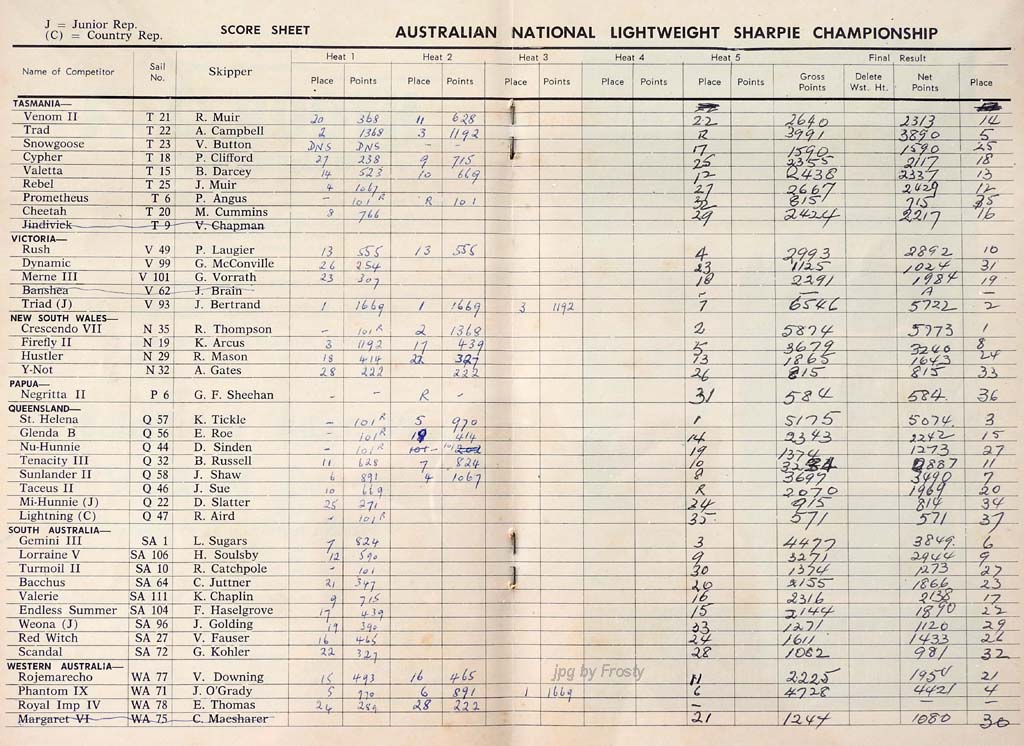 J = Junior Rep.
(C) = Country Rep.
SCORE SHEET AUSTRALIAN NATIONAL LIGHTWEIGHT SHARPIE CHAMPIONSHIP
Heat 1 Heat 2 Heat 3 Heat 4 Heat 5 Final Result
Name of Competitor Sail No. Skipper Place Points Place Points Place Points Place Points Place Points Gross Points Delete Wst. Ht. Net Points Place
TASMANIA—
Venom II T 21 R. Muir 20 368 11 628 22 2640 2313 14
Trad T 22 A. Campbell 2 1368 3 1192 R 3991 3890 5
Snowgoose T 23 V. Button DNS DNS - - 17 1590 1590 25
Cypher T 18 P. Clifford 27 238 9 715 25 2355 2117 18
Valetta T 15 B. Darcey 14 523 10 669 12 2438 2337 13
Rebel T 25 J. Muir 4 1067 27 2667 2429 12
Prometheus T 6 P. Angus - 101 R R 101 32 815 715
Cheetah T 20 M. Cummins 8 766 29 2424 2217 16
Jindivick T 9 V. Chapman
VICTORIA—
Rush V 49 P. Laugier 13 555 13 555 4 2993 2892 10
Dynamic V 99 G. McConville 26 254 23 1125 1024 31
Merne III V 101 G. Vorrath 23 307 18 2291 1984 19
Banshea V 62 J. Brain - - A -
Triad (J) V 93 J. Bertrand 1 1669 1 1669 3 1192 7 6546 5722 2
NEW SOUTH WALES—
Crescendo VII N 35 R. Thompson - 101 R 2 1368 2 5874 5773 1
Firefly II N 19 K. Arcus 3 1192 17 439 5 3679 3240 8
Hustler N 29 R. Mason 18 414 22 327 13 1865 1643 24
Y-Not N 32 A. Gates 28 222 222 26 815 815 33
PAPUA—
Negritta II P 6 G. F. Sheehan - - R - 31 584 584. 36
QUEENSLAND—
St. Helena Q 57 K. Tickle - 101 R 5 970 1 5175 5074 3
Glenda B Q 56 E. Roe - 101 R 414 14 2343 2242 15
Nu-Hunnie Q 44 D. Sinden - 101 R 101 - 101 202 19 1374 1273 27
Tenacity III Q 32 B. Russell 11 628 7 824 10 2887 11
Sunlander II Q 58 J. Shaw 6 891 4 1067 8 3697 3490 7
Taceus II Q 46 J. Sue 10 669 R 2070 1969 20
Mi-Hunnie (J) Q 22 D. Slatter 25 271 24 915 814 34
Lightning (C) Q 47 R. Aird - 101 R 35 571 571 37
SOUTH AUSTRALIA—
Gemini III SA 1 L. Sugars 7 824 3 4477 3849. 6
Lorraine V SA 106 H. Soulsby 12 590 9 3271 2944 9
Turmoil II SA 10 R. Catchpole - 101 30 1374 1273 27
Bacchus SA 64 C. Juttner 21 347 20 2155 1866 23
Valerie SA 111 K. Chaplin 9 715 16 2316 2138 17
Endless Summer SA 104 F. Haselgrove 17 439 15 2144 1890 22
Weona (J) SA 96 J. Golding 19 390 33 1271 1120 29
Red Witch SA 27 V. Fauser 16 465 24 1611 1433 26
Scandal SA 72 G. Kohler 22 327 28 1062 981 32
WESTERN AUSTRALIA—
Rojemarecho WA 77 V. Downing 15 493 16 465 11 2225 1954 21
Phantom IX WA 71 J. O'Grady 5 970 6 891 1 1669 6 4728 4421 4
Royal Imp IV WA 78 E. Thomas 24 289 28 222 - - -
Margaret VI WA 75 C. Macsharer 21 1247 1080 30
jpg by Frosty